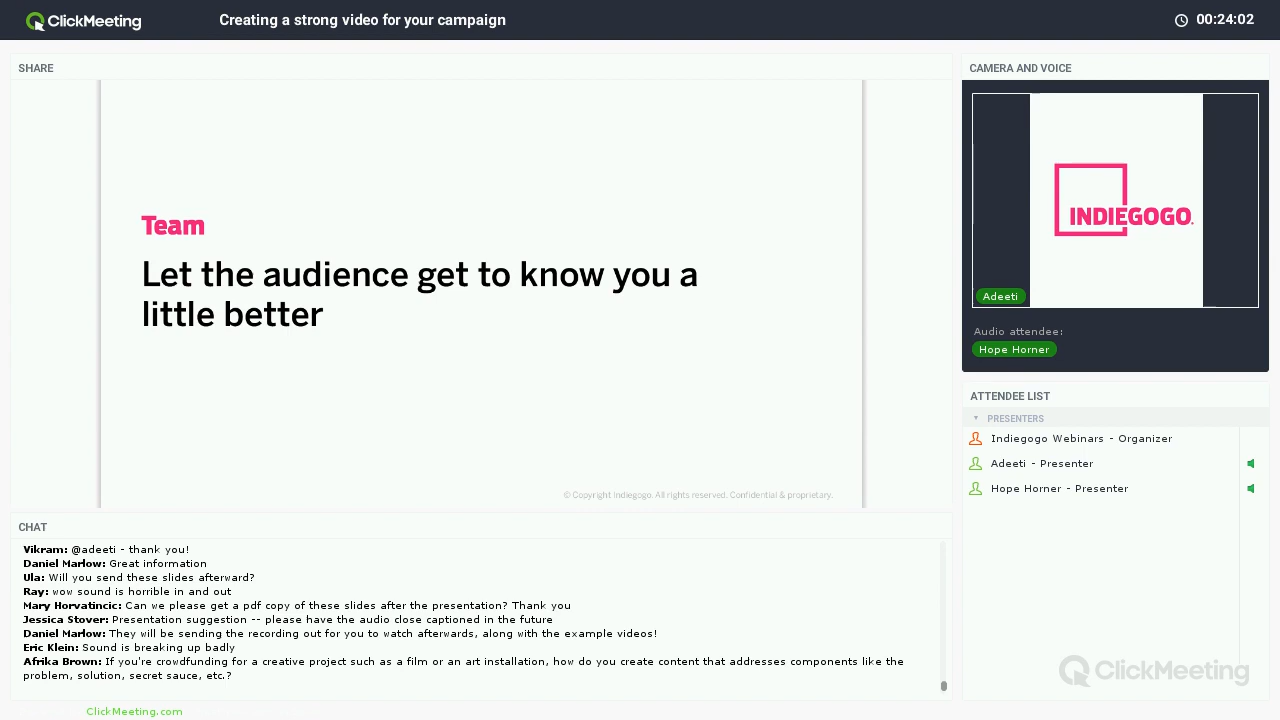 ClickMeeting
Creating a strong video for your campaign
00:24:02
SHARE
Team
Let the audience get to know you a
little better
© Copyright indiegogo. All rights reserved. Confidential & proprietary.
CAMERA AND VOICE
INDIEGOGO.
Adeeti
Audio attendee:
Hope Horner
ATTENDEE LIST
PRESENTERS
Indiegogo Webinars - Organizer
Adeeti - Presenter
Hope Horner - Presenter
CHAT
Vikram: @adeeti - thank you!
Daniel Marlow: Great information
Ula: Will you send these slides afterward?
Ray: wow sound is horrible in and out
Mary Horvatincic: Can we please get a pdf copy of these slides after the presentation? Thank you
Jessica Stover: Presentation suggestion -- please have the audio close captioned in the future
Daniel Marlow: They will be sending the recording out for you to watch afterwards, along with the example videos!
Eric Klein: Sound is breaking up badly
Afrika Brown: If you're crowdfunding for a creative project such as a film or an art installation, how do you create content that addresses components like the
problem, solution, secret sauce, etc.?
ClickMeeting
ClickMeeting.com